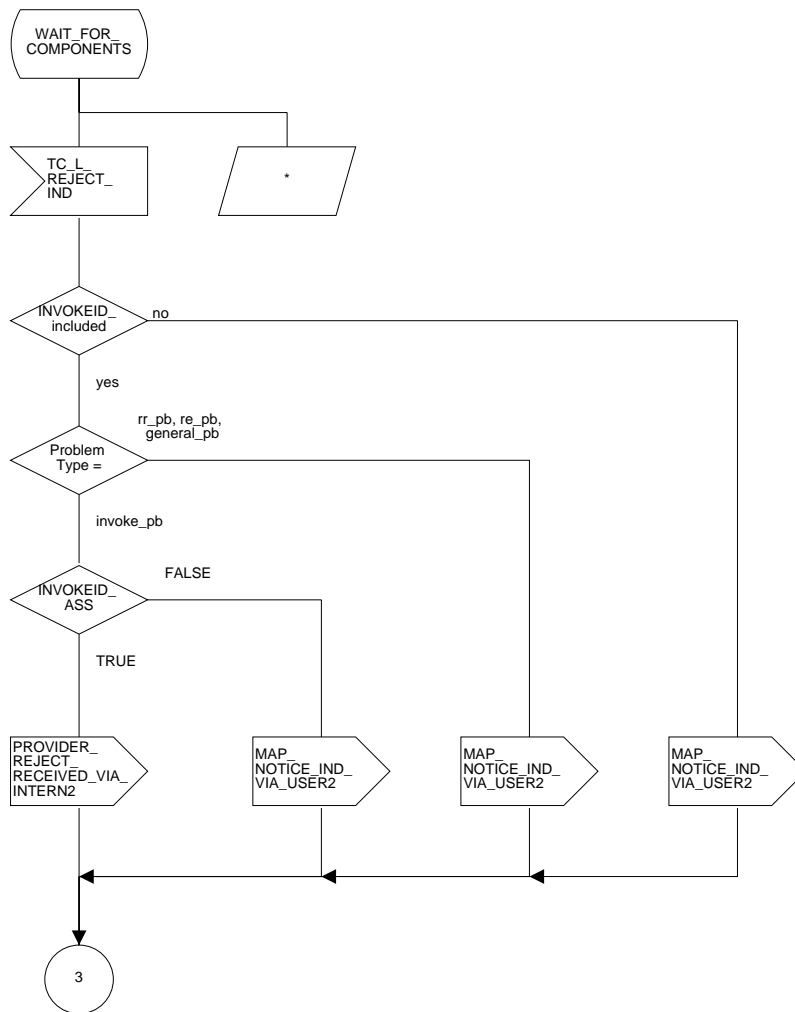 WAIT_FOR_
COMPONENTS
TC_L_
REJECT_
IND
*
INVOKEID_
included
no
yes
rr_pb, re_pb,
general_pb
Problem
Type =
invoke_pb
FALSE
INVOKEID_
ASS
TRUE
PROVIDER_
REJECT_
RECEIVED_VIA_
INTERN2
MAP_
NOTICE_IND_
VIA_USER2
MAP_
NOTICE_IND_
VIA_USER2
MAP_
NOTICE_IND_
VIA_USER2
3